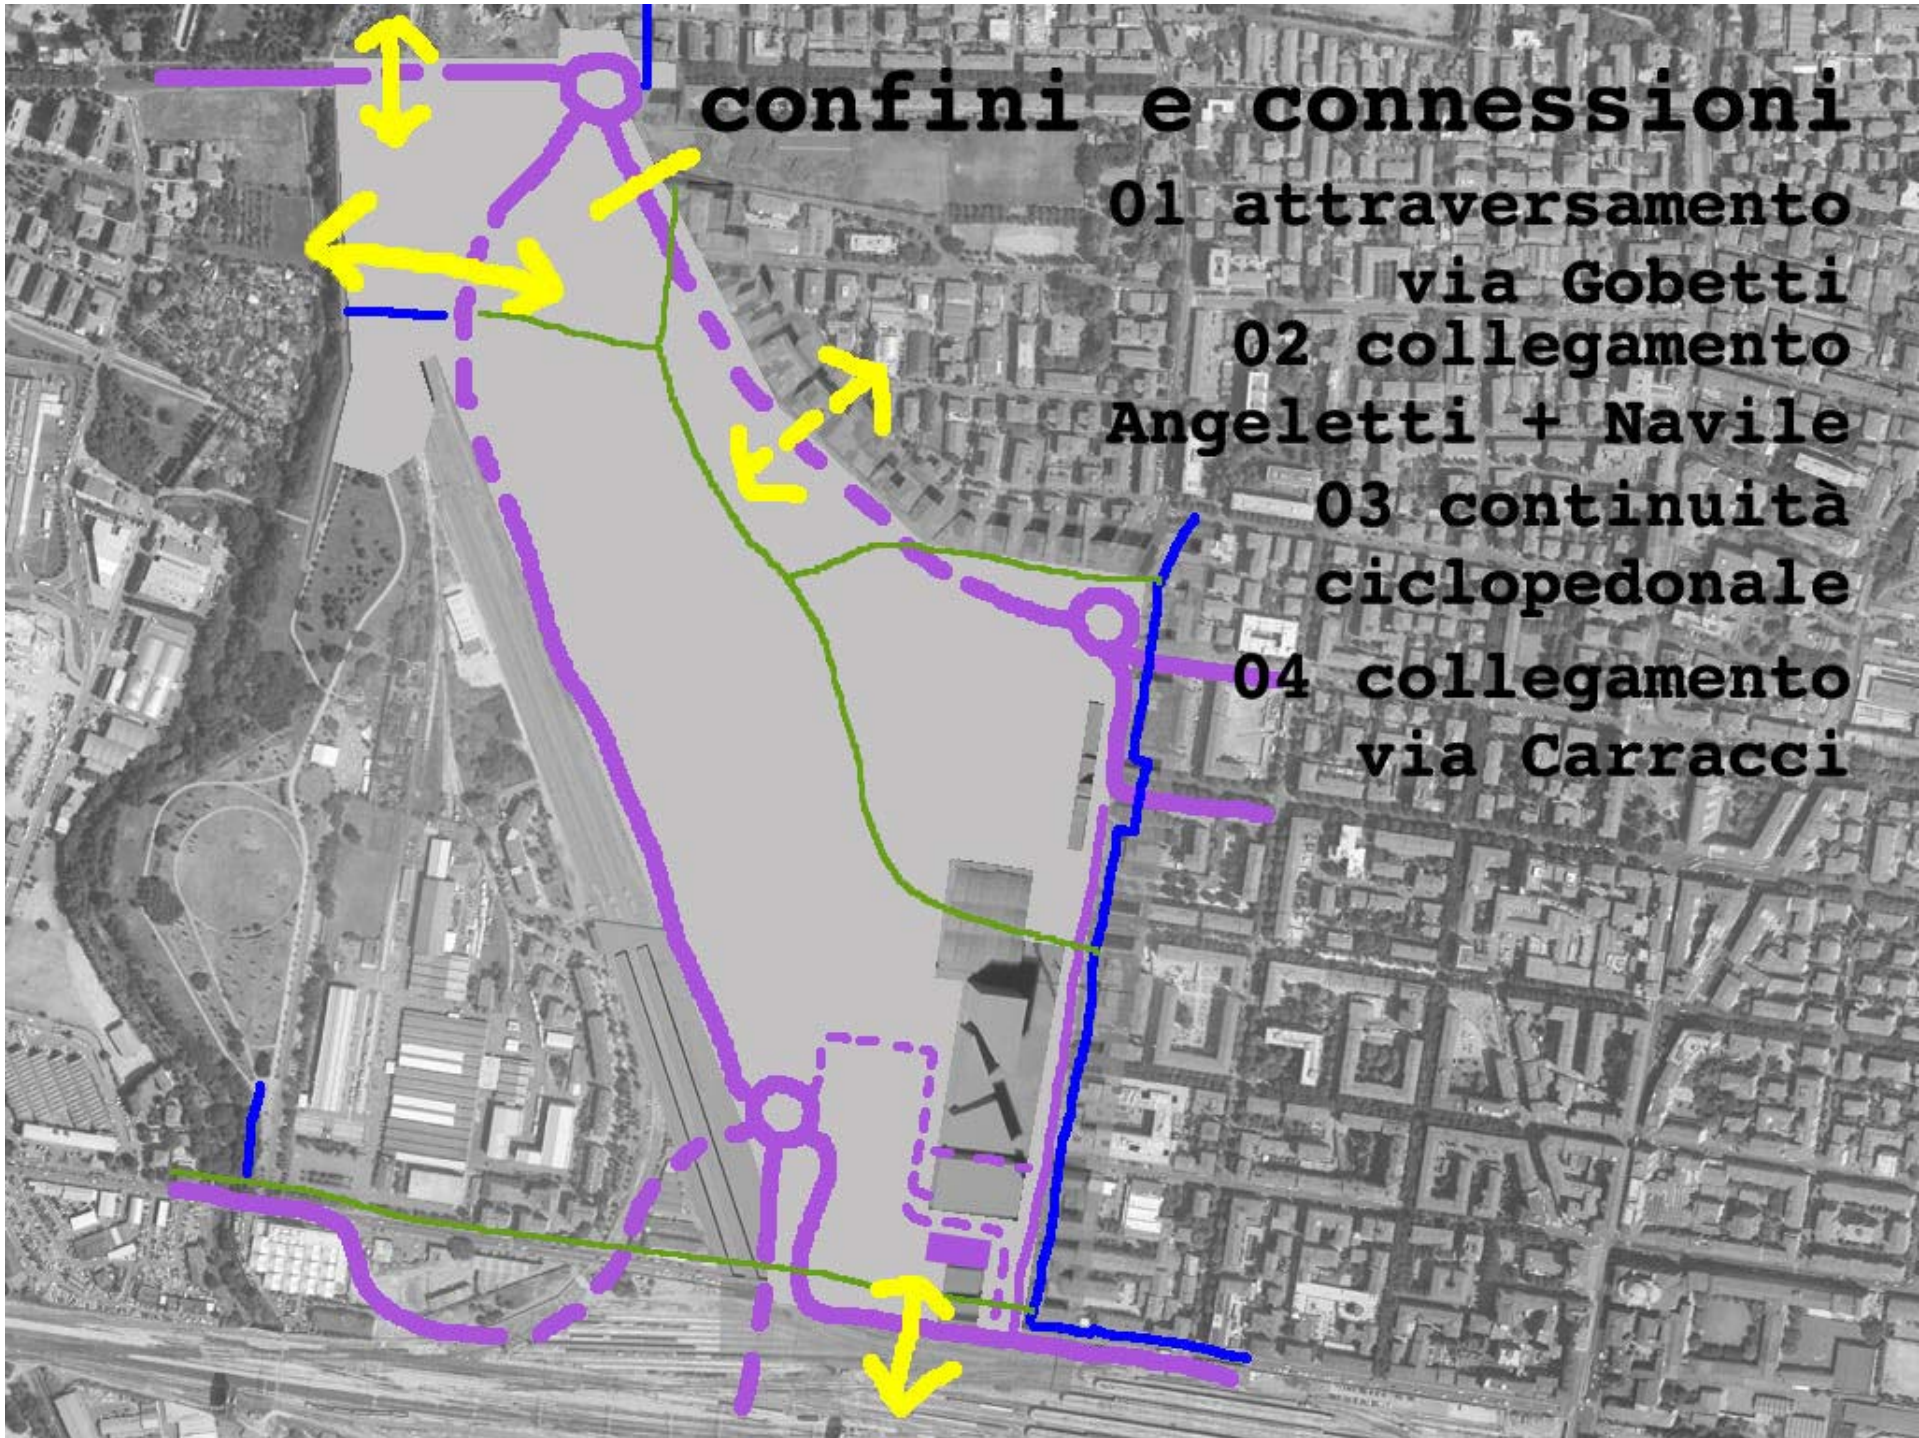 confini e connessioni
01 attraversamento
via Gobetti
02 collegamento
Angeletti + Navile
03 continuità
ciclopedonale
04 collegamento
via Carracci